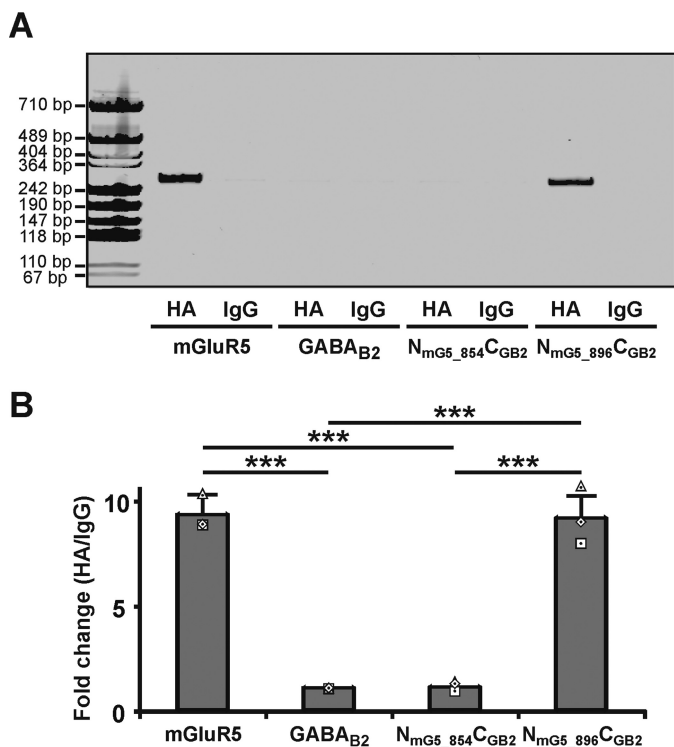 A
710 bp
489 bp
404 bp
364 bp
242 bp
190 bp
147 bp
118 bp
110 bp
67 bp
HA IgG HA IgG HA IgG HA IgG
mGluR5 GABAB2 NmG5_854CGB2 NmG5_896CGB2
B
***
***
*** ***
Fold change (HA/IgG)
10
5
0
mGluR5 GABAB2 NmG5_854CGB2 NmG5_896CGB2